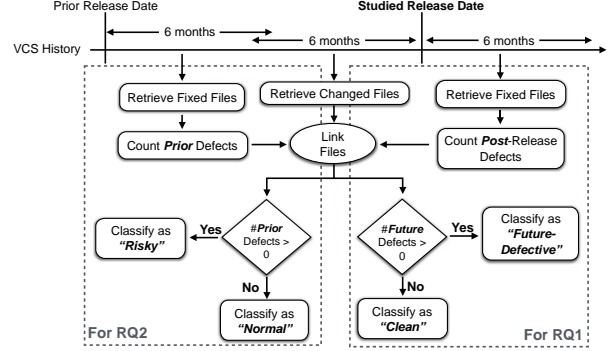 Prior Release Date
Studied Release Date
6 months
6 months
6 months
VCS History
Retrieve Fixed Files
Retrieve Changed Files
Retrieve Fixed Files
Count Prior Defects
Link
Files
Count Post-Release
Defects
#Prior
Defects >
0
#Future
Defects >
0
Yes
Classify as
"Risky"
Yes
Classify as
"Future-
Defective"
No
No
Classify as
"Normal"
Classify as
"Clean"
For RQ2
For RQ1